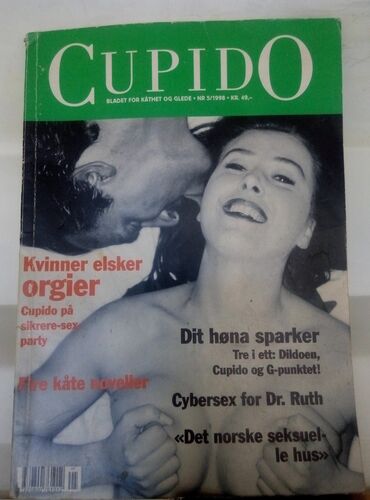 CUPIDO
BLADET FOR KÅTHET OG GLEDE • NR 5/1998 • KR. 49,-
Kvinner elsker
orgier
Cupido på
sikrere-sex-
party
Fire kåte noveller
Dit høna sparker
Tre i ett: Dildoen,
Cupido og G-punktet!
Cybersex for Dr. Ruth
«Det norske seksuel-
le hus»